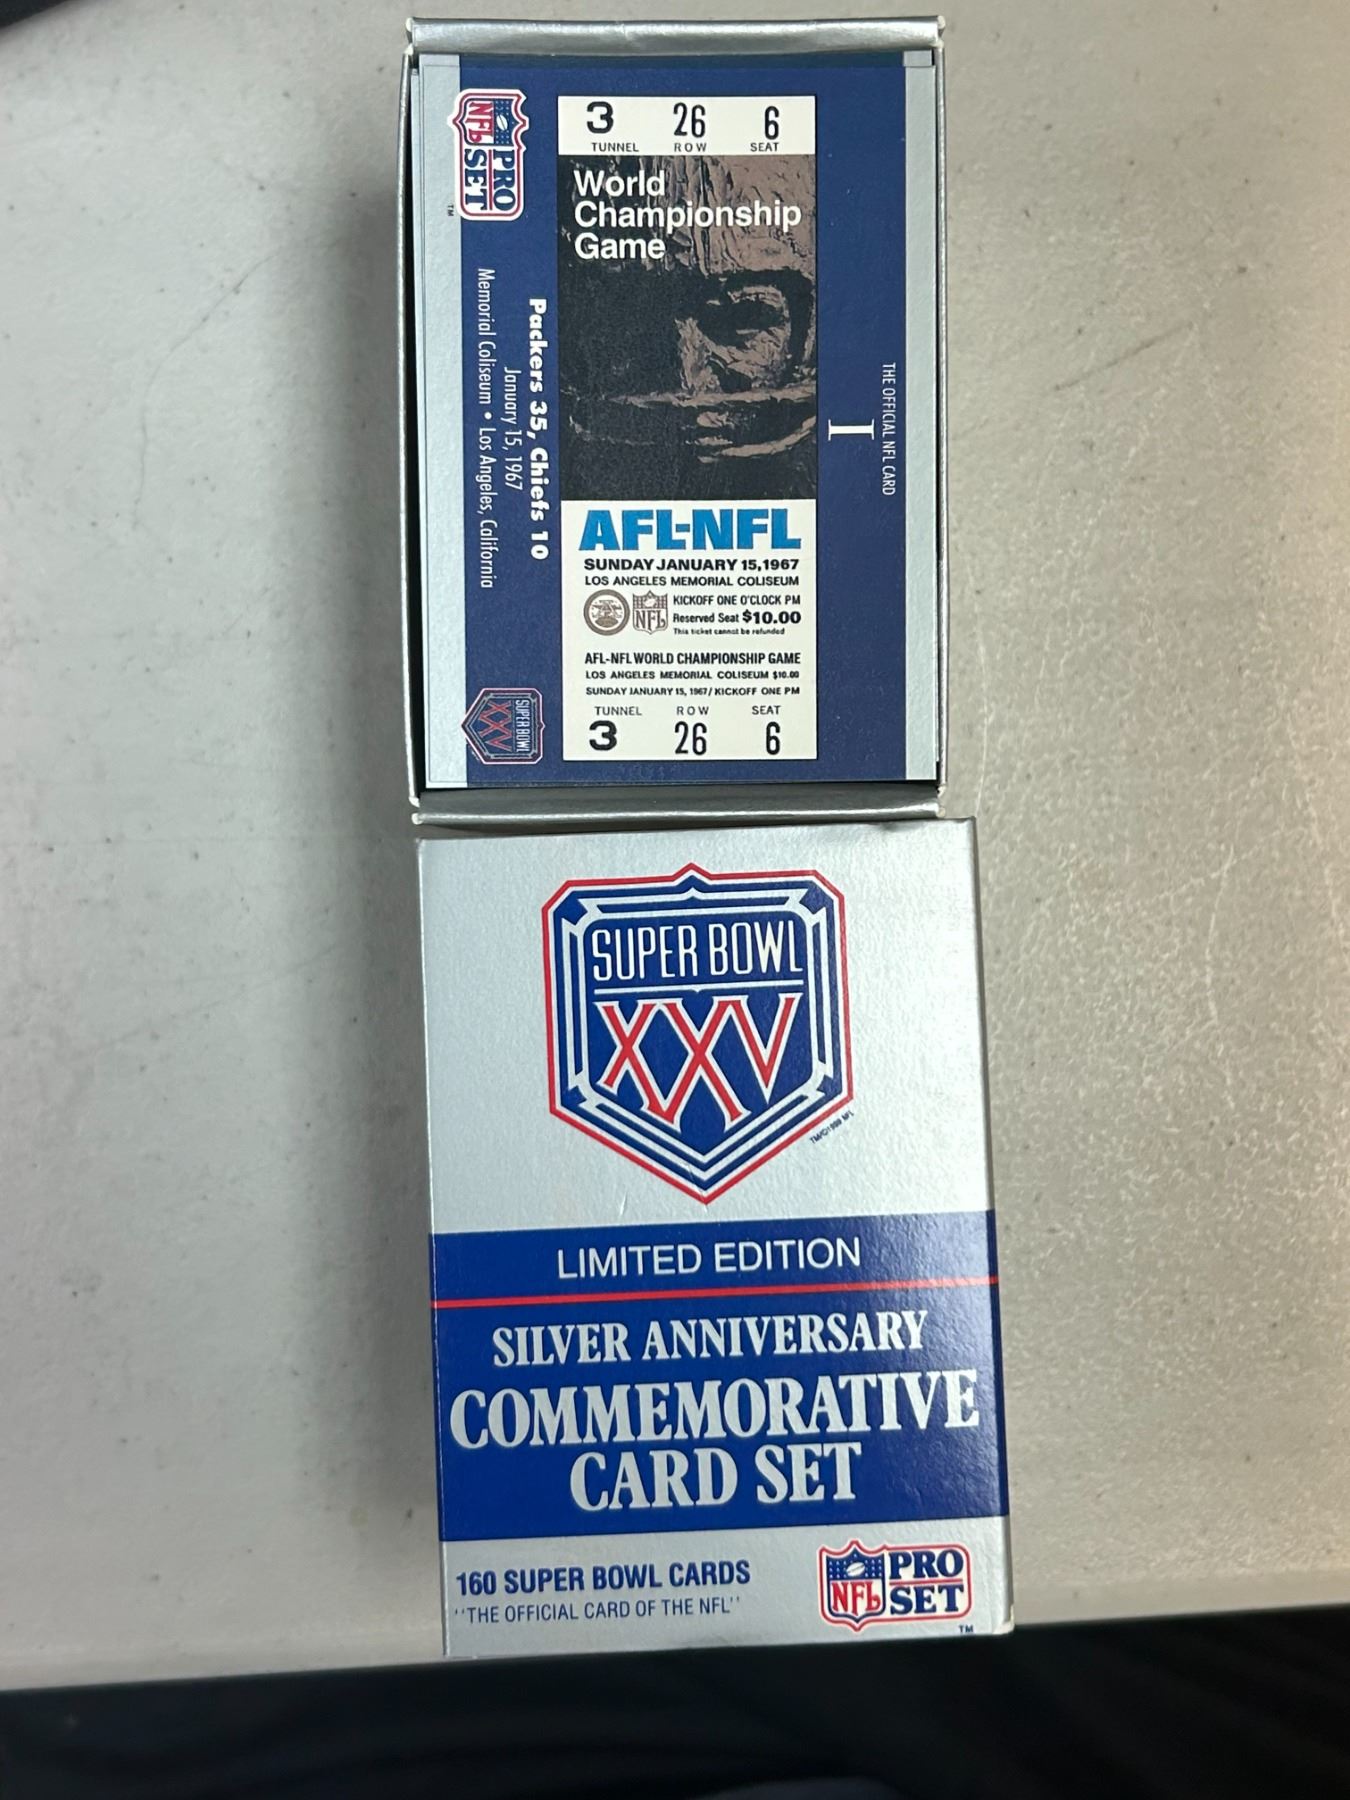 3 26 6
TUNNEL ROW SEAT
World
Championship
Game
AFL-NFL
SUNDAY JANUARY 15, 1967
LOS ANGELES MEMORIAL COLISEUM
KICKOFF ONE O'CLOCK PM
NFL
Reserved Seat $10.00
This ticket cannot be refunded
AFL-NFL WORLD CHAMPIONSHIP GAME
LOS ANGELES MEMORIAL COLISEUM $10.00
SUNDAY JANUARY 15, 1967/ KICKOFF ONE PM
TUNNEL ROW SEAT
3 26 6
THE OFFICIAL NFL CARD
I
Packers 35, Chiefs 10
January 15, 1967
Memorial Coliseum • Los Angeles, California
NFL PRO SET
TM
SUPER BOWL
XXV
SUPER BOWL
XXV
LIMITED EDITION
SILVER ANNIVERSARY
COMMEMORATIVE
CARD SET
160 SUPER BOWL CARDS
"THE OFFICIAL CARD OF THE NFL"
NFL PRO SET
TM